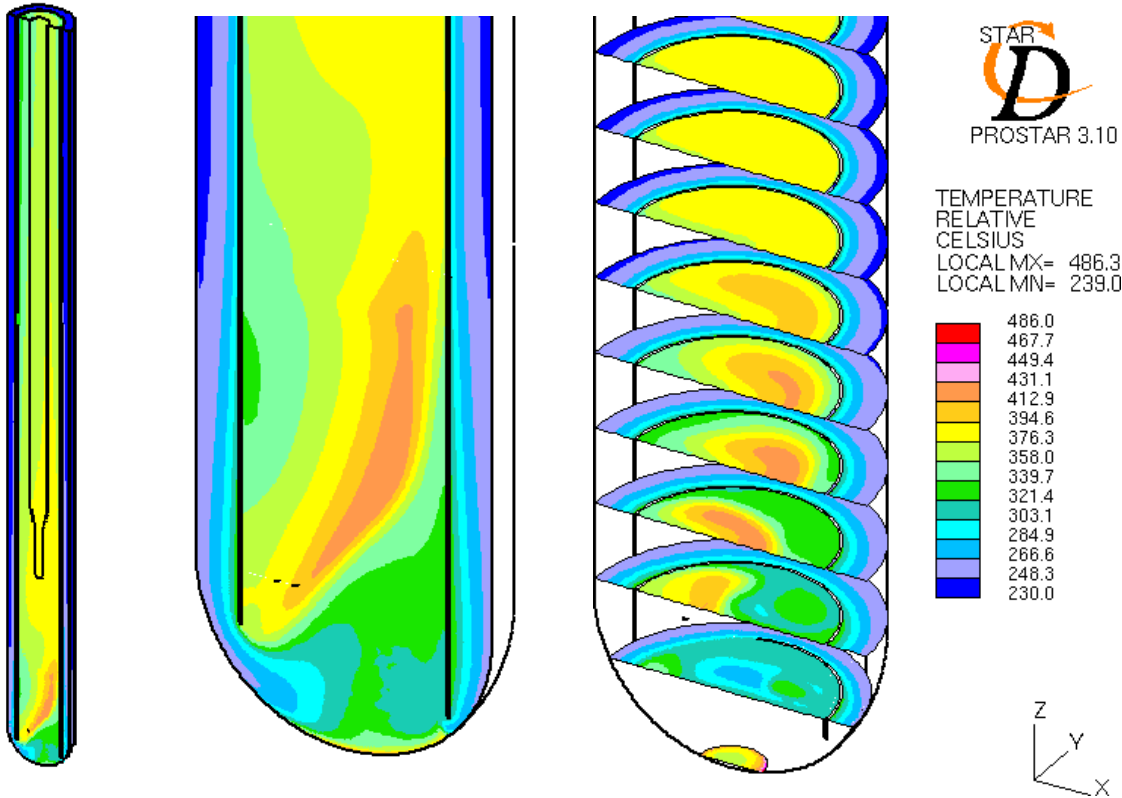 STAR
D
PROSTAR 3.10
TEMPERATURE
RELATIVE
CELSIUS
LOCAL MX= 486.3
LOCAL MN= 239.0
486.0
467.7
449.4
431.1
412.9
394.6
376.3
358.0
339.7
321.4
303.1
284.9
266.6
248.3
230.0
Z
Y
X